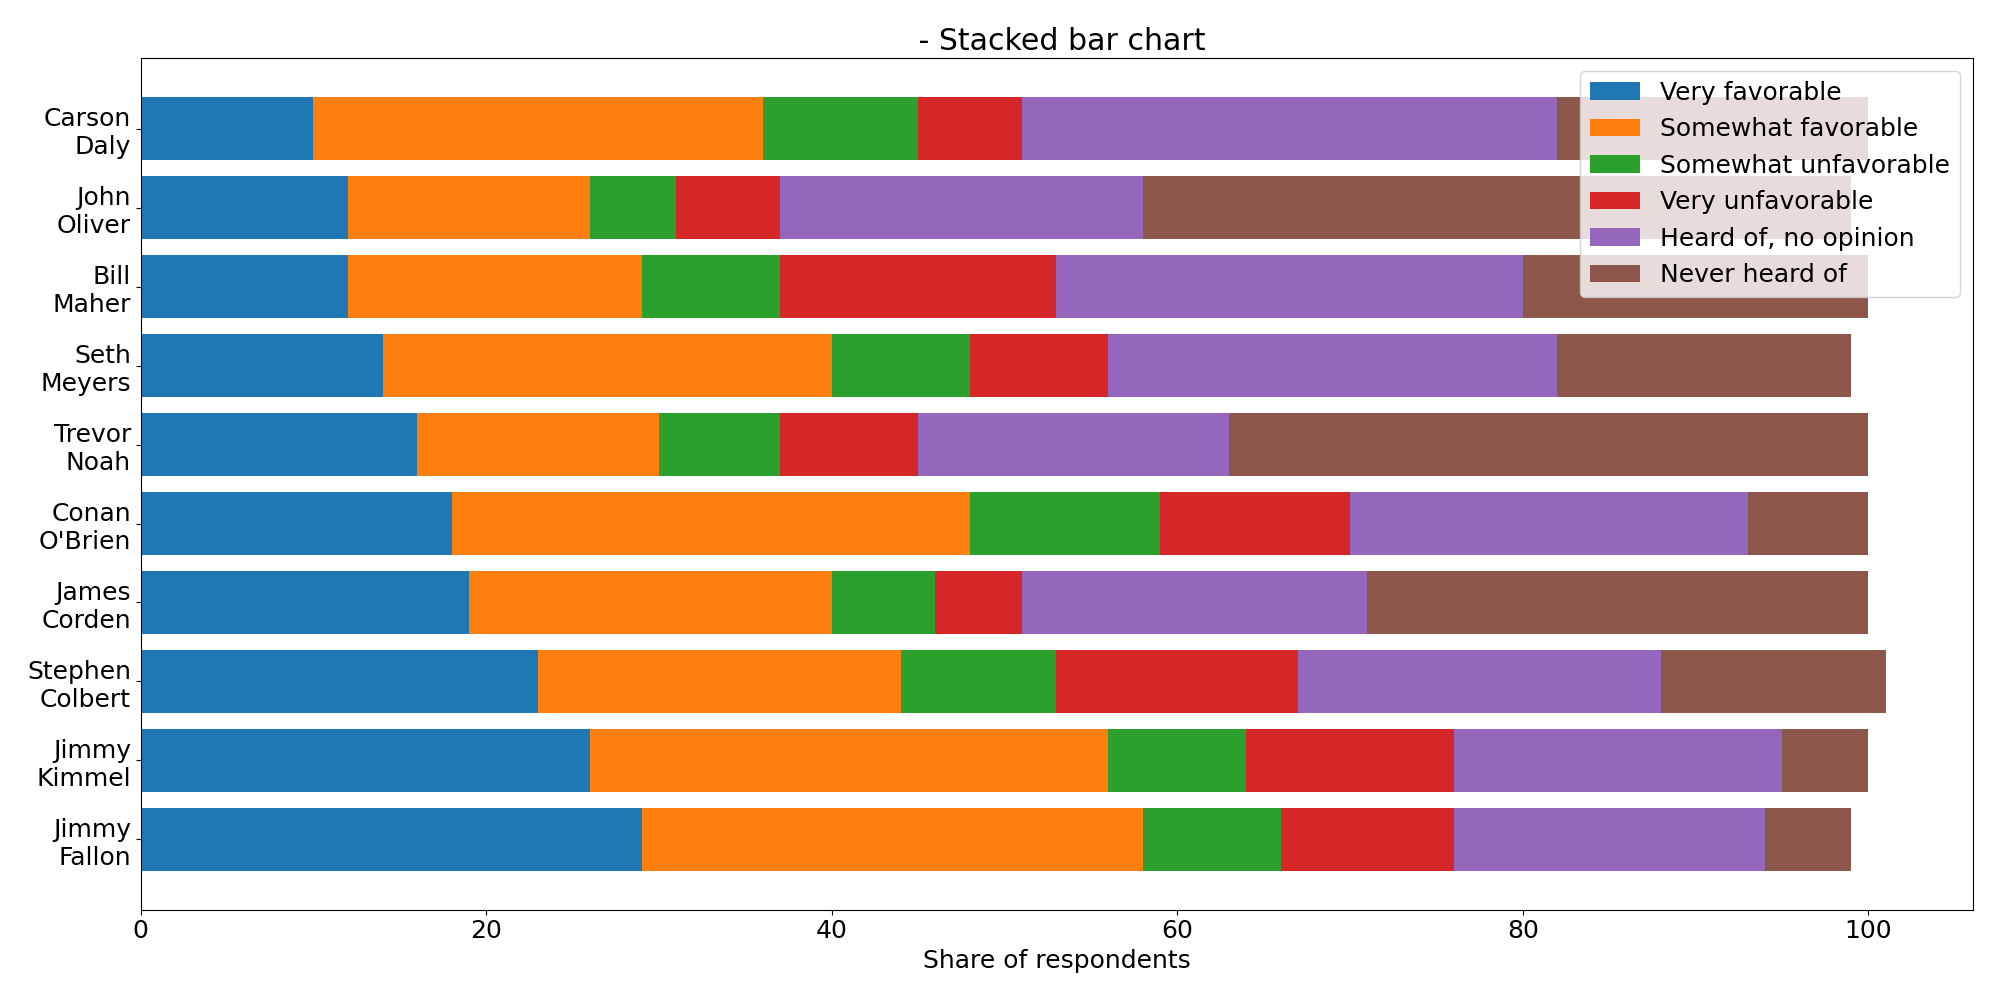 - Stacked bar chart
Very favorable
Somewhat favorable
Somewhat unfavorable
Very unfavorable
Heard of, no opinion
Never heard of
Carson
Daly
John
Oliver
Bill
Maher
Seth
Meyers
Trevor
Noah
Conan
O'Brien
James
Corden
Stephen
Colbert
Jimmy
Kimmel
Jimmy
Fallon
0 20 40 60 80 100
Share of respondents